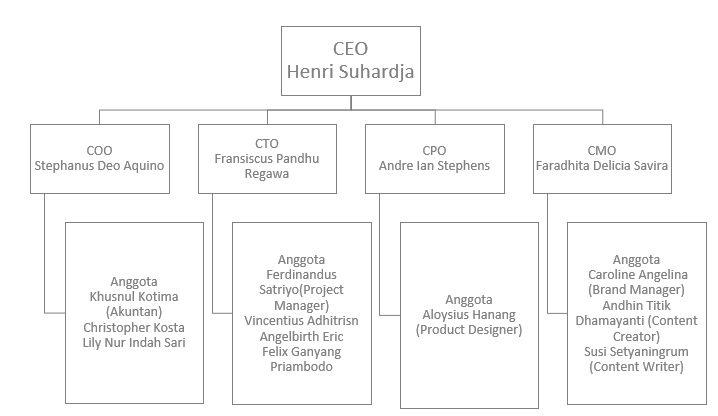 CEO
Henri Suhardja
COO
Stephanus Deo Aquino
CTO
Fransiscus Pandhu
Regawa
CPO
Andre Ian Stephens
CMO
Faradhita Delicia Savira
Anggota
Khusnul Kotima
(Akuntan)
Christopher Kosta
Lily Nur Indah Sari
Anggota
Ferdinandus
Satriyo(Project
Manager)
Vincentius Adhitrisn
Angelbirth Eric
Felix Ganyang
Priambodo
Anggota
Aloysius Hanang
(Product Designer)
Anggota
Caroline Angelina
(Brand Manager)
Andhin Titik
Dhamayanti (Content
Creator)
Susi Setyaningrum
(Content Writer)